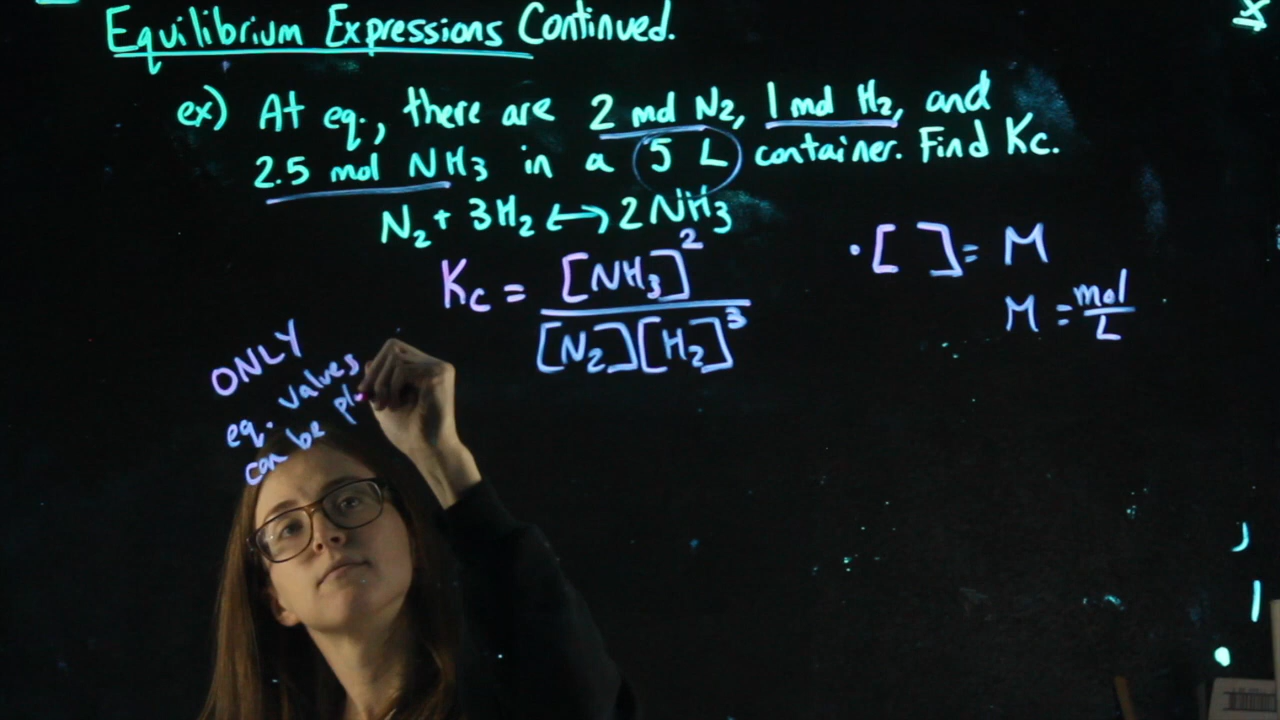 Equilibrium Expressions Continued.
ex) At eq., there are 2 mol N2, 1 mol H2, and
2.5 mol NH3 in a 5 L container. Find Kc.
N2 + 3H2 ↔ 2NH3
Kc = [NH3]^2 / [N2][H2]^3
·[ ] = M
M = mol/L
ONLY
eq. values
can be pl